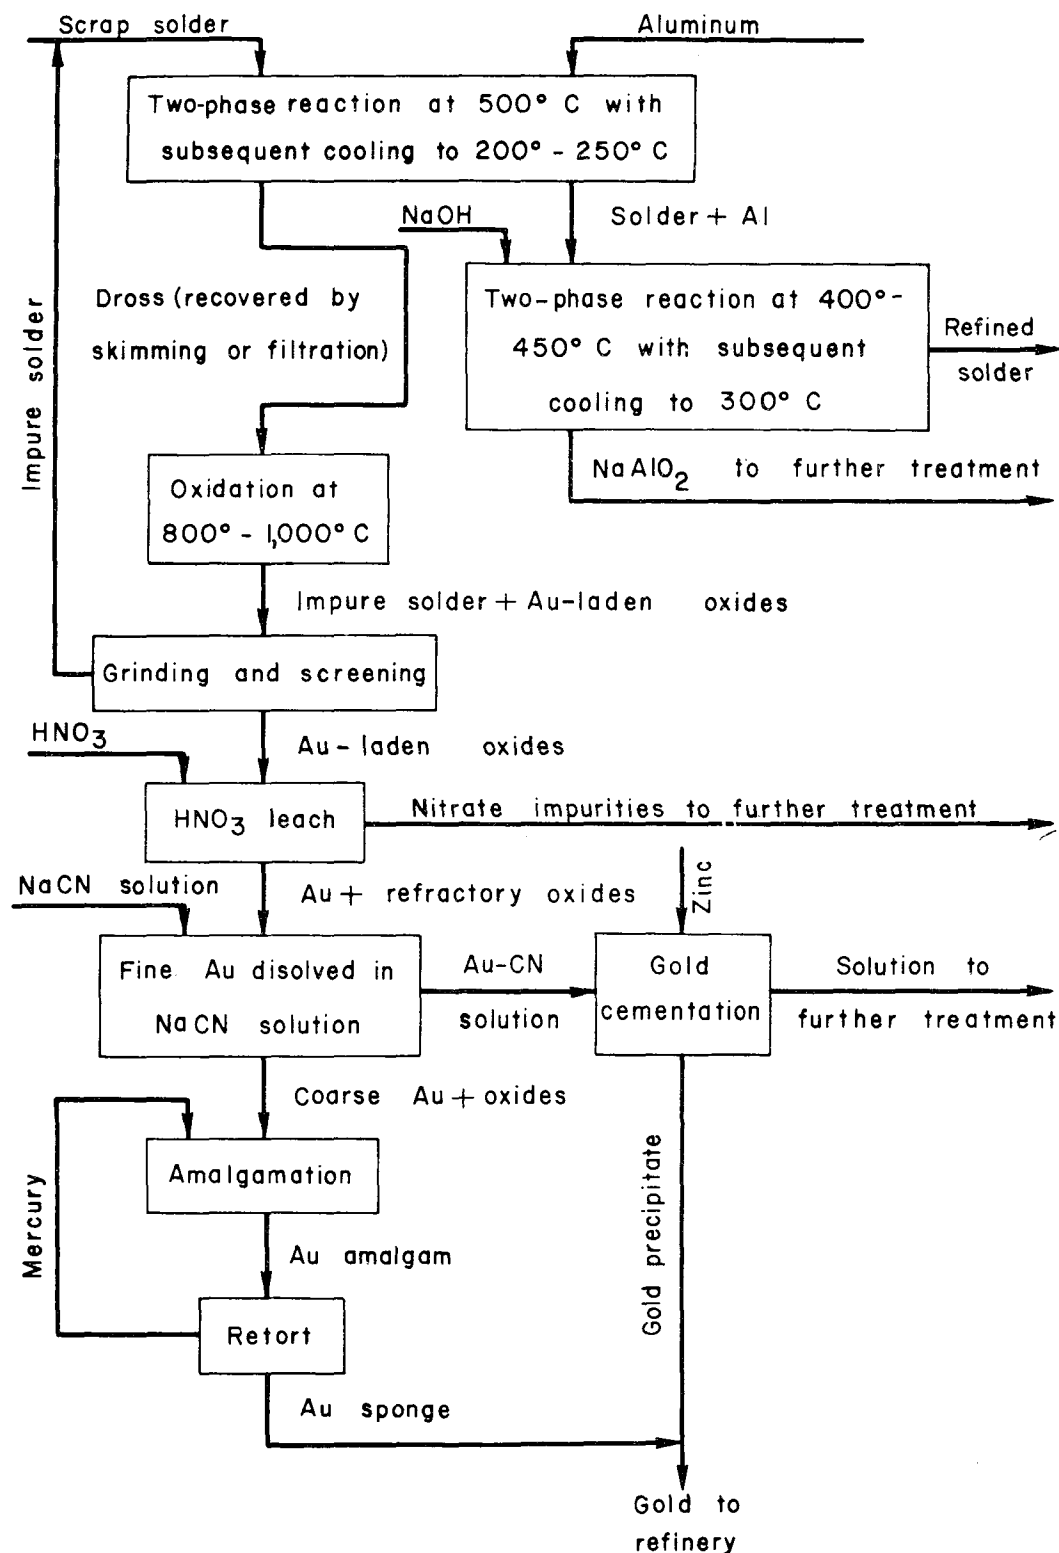 Scrap solder
Aluminum
Two-phase reaction at 500° C with
subsequent cooling to 200° - 250° C
NaOH
Solder + Al
Dross (recovered by
skimming or filtration)
Two-phase reaction at 400°-
450° C with subsequent
cooling to 300° C
Refined
solder
Impure solder
NaAlO2 to further treatment
Oxidation at
800° - 1,000° C
Impure solder + Au-laden oxides
Grinding and screening
HNO3
Au-laden oxides
HNO3 leach
Nitrate impurities to further treatment
NaCN solution
Au + refractory oxides
Zinc
Fine Au disolved in
NaCN solution
Au-CN
solution
Gold
cementation
Solution to
further treatment
Coarse Au + oxides
Amalgamation
Mercury
Au amalgam
Gold precipitate
Retort
Au sponge
Gold to
refinery